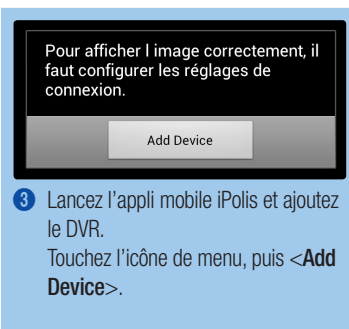 Pour afficher l image correctement, il
faut configurer les réglages de
connexion.
Add Device
3 Lancez l'appli mobile iPolis et ajoutez
le DVR.
Touchez l'icône de menu, puis <Add
Device>.